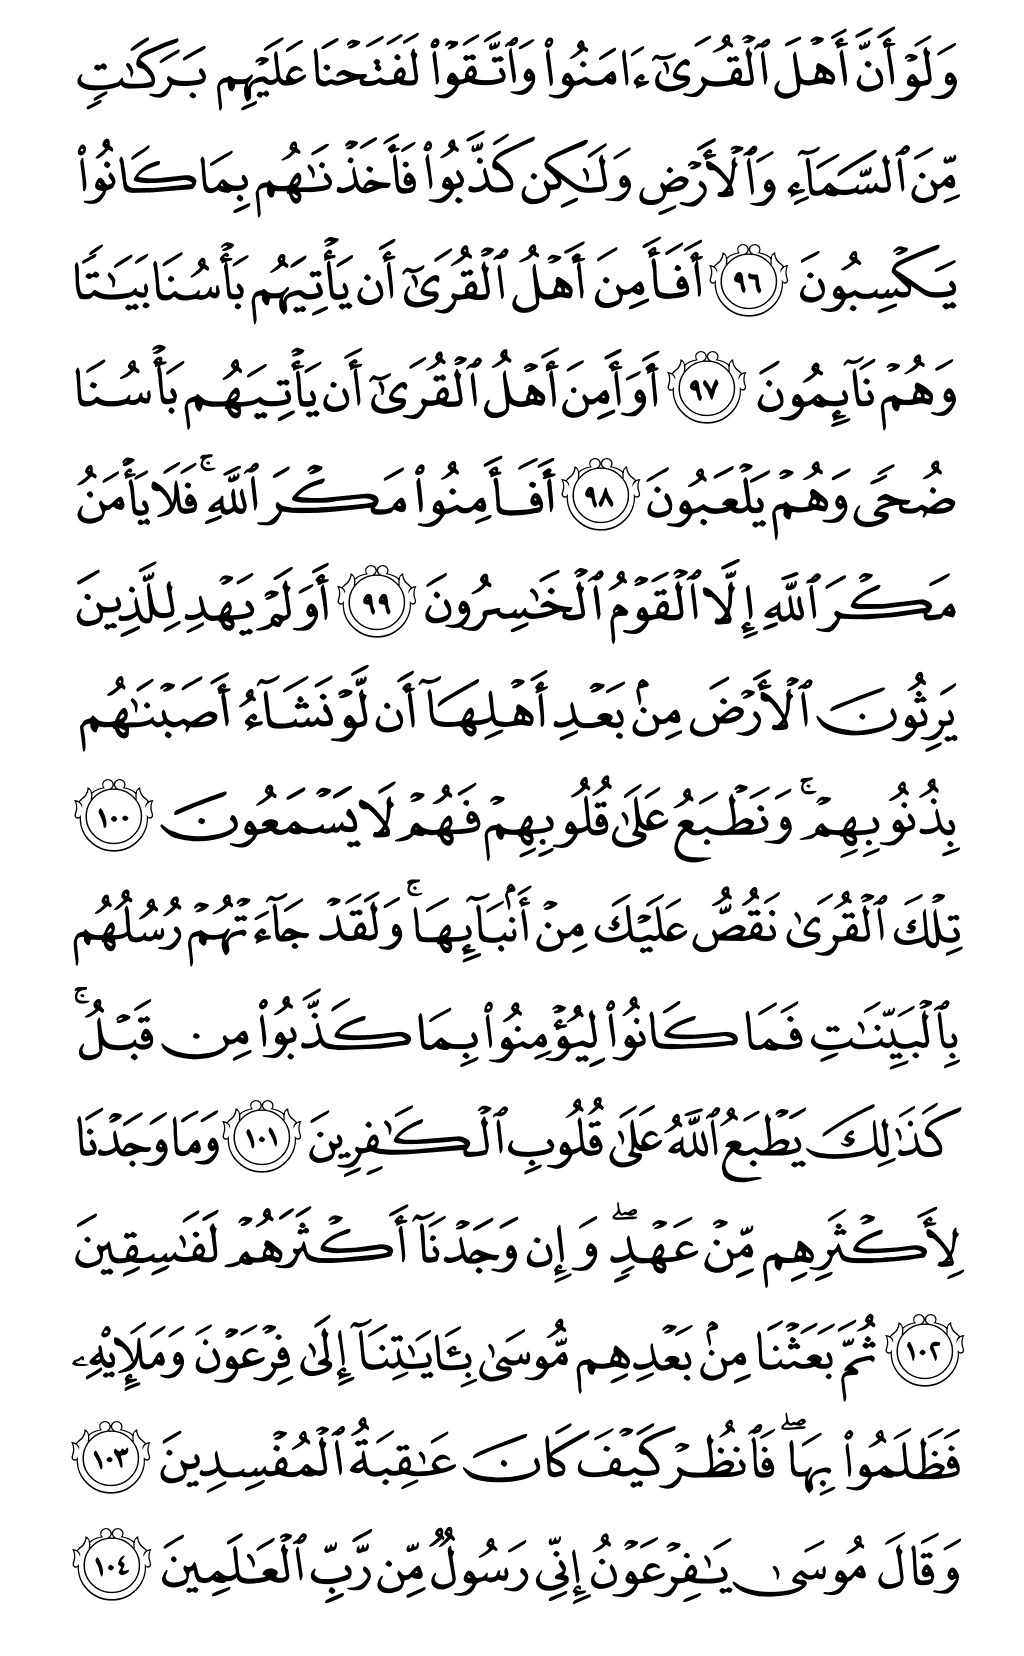 وَلَوۡ أَنَّ أَهۡلَ ٱلۡقُرَىٰٓ ءَامَنُواْ وَٱتَّقَوۡاْ لَفَتَحۡنَا عَلَيۡهِم بَرَكَٰتٖ
مِّنَ ٱلسَّمَآءِ وَٱلۡأَرۡضِ وَلَٰكِن كَذَّبُواْ فَأَخَذۡنَٰهُم بِمَا كَانُواْ
يَكۡسِبُونَ ٩٦ أَفَأَمِنَ أَهۡلُ ٱلۡقُرَىٰٓ أَن يَأۡتِيَهُم بَأۡسُنَا بَيَٰتٗا
وَهُمۡ نَآئِمُونَ ٩٧ أَوَأَمِنَ أَهۡلُ ٱلۡقُرَىٰٓ أَن يَأۡتِيَهُم بَأۡسُنَا
ضُحٗى وَهُمۡ يَلۡعَبُونَ ٩٨ أَفَأَمِنُواْ مَكۡرَ ٱللَّهِۚ فَلَا يَأۡمَنُ
مَكۡرَ ٱللَّهِ إِلَّا ٱلۡقَوۡمُ ٱلۡخَٰسِرُونَ ٩٩ أَوَلَمۡ يَهۡدِ لِلَّذِينَ
يَرِثُونَ ٱلۡأَرۡضَ مِنۢ بَعۡدِ أَهۡلِهَآ أَن لَّوۡ نَشَآءُ أَصَبۡنَٰهُم
بِذُنُوبِهِمۡۚ وَنَطۡبَعُ عَلَىٰ قُلُوبِهِمۡ فَهُمۡ لَا يَسۡمَعُونَ ١٠٠
تِلۡكَ ٱلۡقُرَىٰ نَقُصُّ عَلَيۡكَ مِنۡ أَنۢبَآئِهَاۚ وَلَقَدۡ جَآءَتۡهُمۡ رُسُلُهُم
بِٱلۡبَيِّنَٰتِ فَمَا كَانُواْ لِيُؤۡمِنُواْ بِمَا كَذَّبُواْ مِن قَبۡلُۚ
كَذَٰلِكَ يَطۡبَعُ ٱللَّهُ عَلَىٰ قُلُوبِ ٱلۡكَٰفِرِينَ ١٠١ وَمَا وَجَدۡنَا
لِأَكۡثَرِهِم مِّنۡ عَهۡدٖۖ وَإِن وَجَدۡنَآ أَكۡثَرَهُمۡ لَفَٰسِقِينَ
١٠٢ ثُمَّ بَعَثۡنَا مِنۢ بَعۡدِهِم مُّوسَىٰ بِـَٔايَٰتِنَآ إِلَىٰ فِرۡعَوۡنَ وَمَلَإِيْهِۦ
فَظَلَمُواْ بِهَاۖ فَٱنظُرۡ كَيۡفَ كَانَ عَٰقِبَةُ ٱلۡمُفۡسِدِينَ ١٠٣
وَقَالَ مُوسَىٰ يَٰفِرۡعَوۡنُ إِنِّي رَسُولٞ مِّن رَّبِّ ٱلۡعَٰلَمِينَ ١٠٤